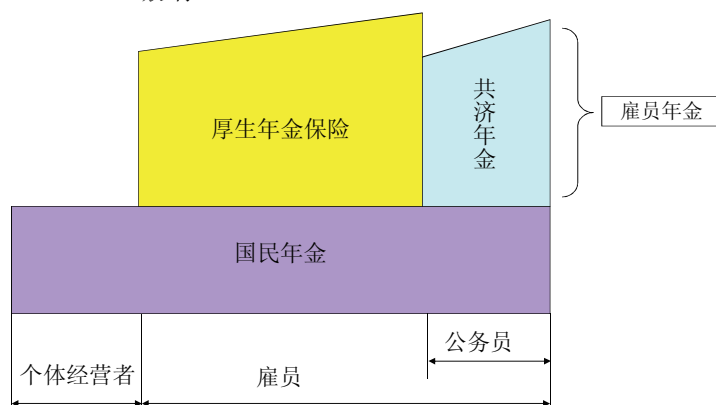 厚生年金保险
共济年金
雇员年金
国民年金
公务员
个体经营者
雇员